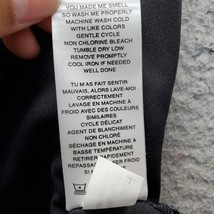 YOU MADE ME SMELL
SO WASH ME PROPERLY
MACHINE WASH COLD
WITH LIKE COLORS
GENTLE CYCLE
NON CHLORINE BLEACH
TUMBLE DRY LOW
REMOVE PROMPTLY
COOL IRON IF NEEDED
WELL DONE
TU M'AS FAIT SENTIR
MAUVAIS, ALORS LAVE-MOI
CORRECTEMENT
LAVAGE EN MACHINE À
FROID AVEC DES COULEURS
SIMILAIRES
CYCLE DÉLICAT
AGENT DE BLANCHIMENT
NON CHLORÉ
SÉCHAGE EN MACHINE À
BASSE TEMPÉRATURE
RETIRER RAPIDEMENT
REPASSAGE
FER FROID
SI